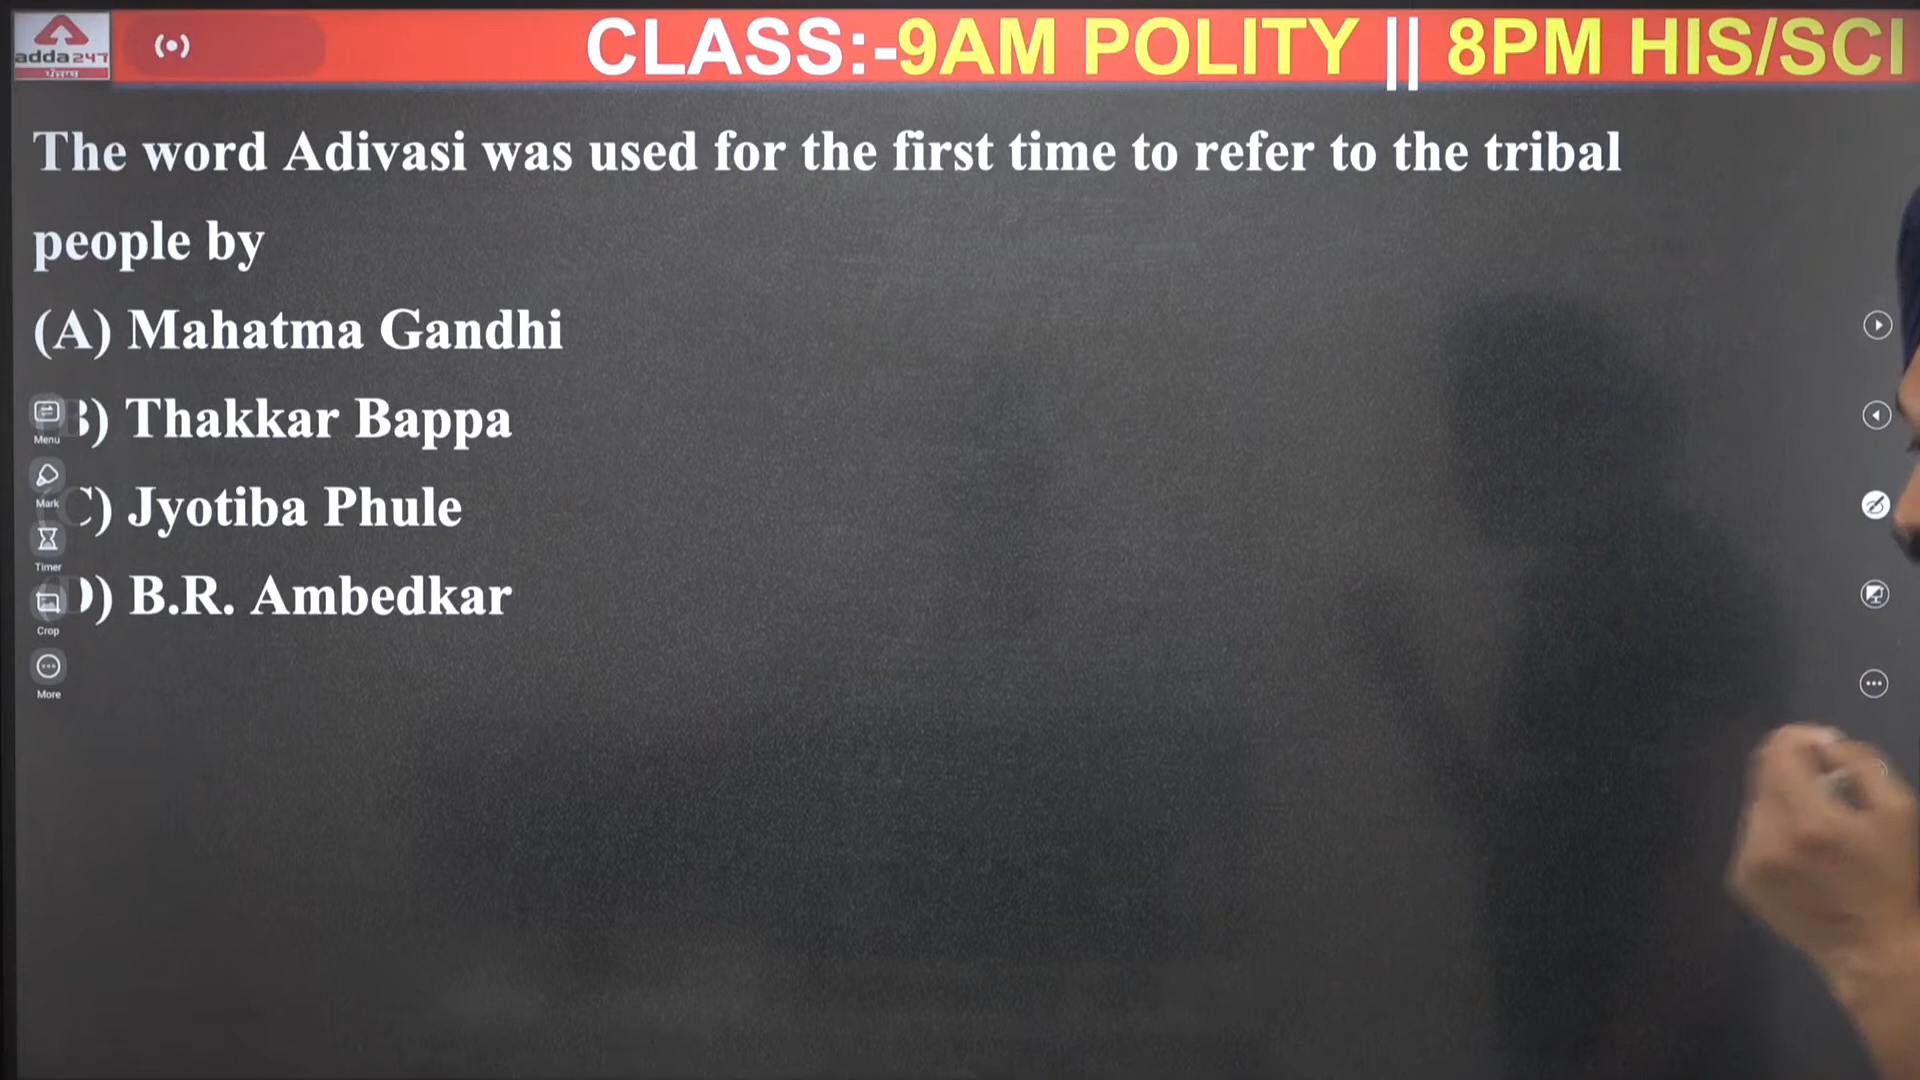 CLASS:-9AM POLITY || 8PM HIS/SCI
adda247
ਪੰਜਾਬ
The word Adivasi was used for the first time to refer to the tribal
people by
(A) Mahatma Gandhi
B) Thakkar Bappa
C) Jyotiba Phule
D) B.R. Ambedkar
Menu
Mark
Timer
Crop
More